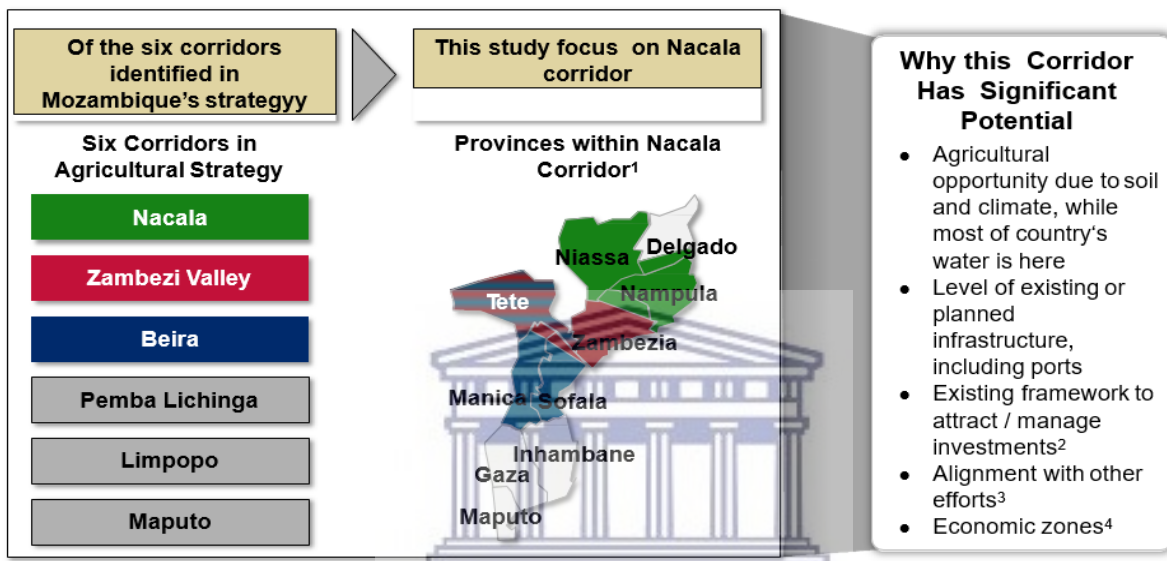 Of the six corridors
identified in
Mozambique's strategyy
This study focus on Nacala
corridor
Six Corridors in
Agricultural Strategy
Nacala
Zambezi Valley
Beira
Pemba Lichinga
Limpopo
Maputo
Provinces within Nacala
Corridor¹
Delgado
Niassa
Nampula
Tete
Zambezia
Manica
Sofala
Inhambane
Gaza
Maputo
Why this Corridor
Has Significant
Potential
● Agricultural
opportunity due to soil
and climate, while
most of country‘s
water is here
● Level of existing or
planned
infrastructure,
including ports
● Existing framework to
attract / manage
investments²
● Alignment with other
efforts³
● Economic zones⁴